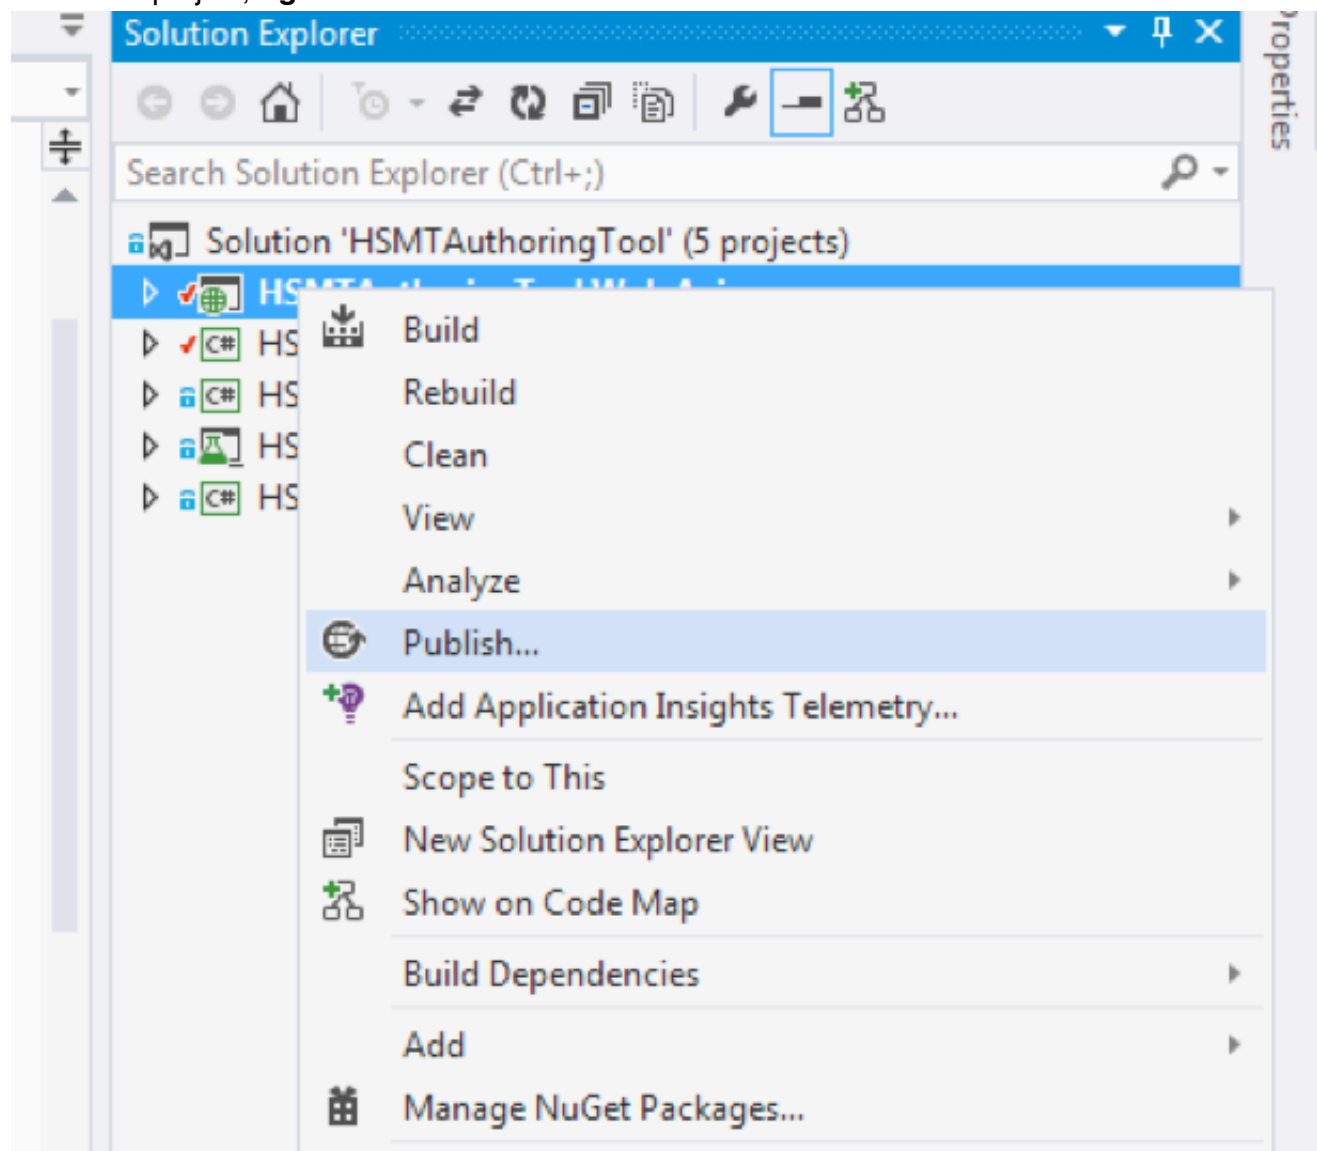 Solution Explorer
Properties
Search Solution Explorer (Ctrl+;)
Solution 'HSMTAuthoringTool' (5 projects)
HS
C# HS
C# HS
HS
C# HS
Build
Rebuild
Clean
View
Analyze
Publish...
Add Application Insights Telemetry...
Scope to This
New Solution Explorer View
Show on Code Map
Build Dependencies
Add
Manage NuGet Packages...